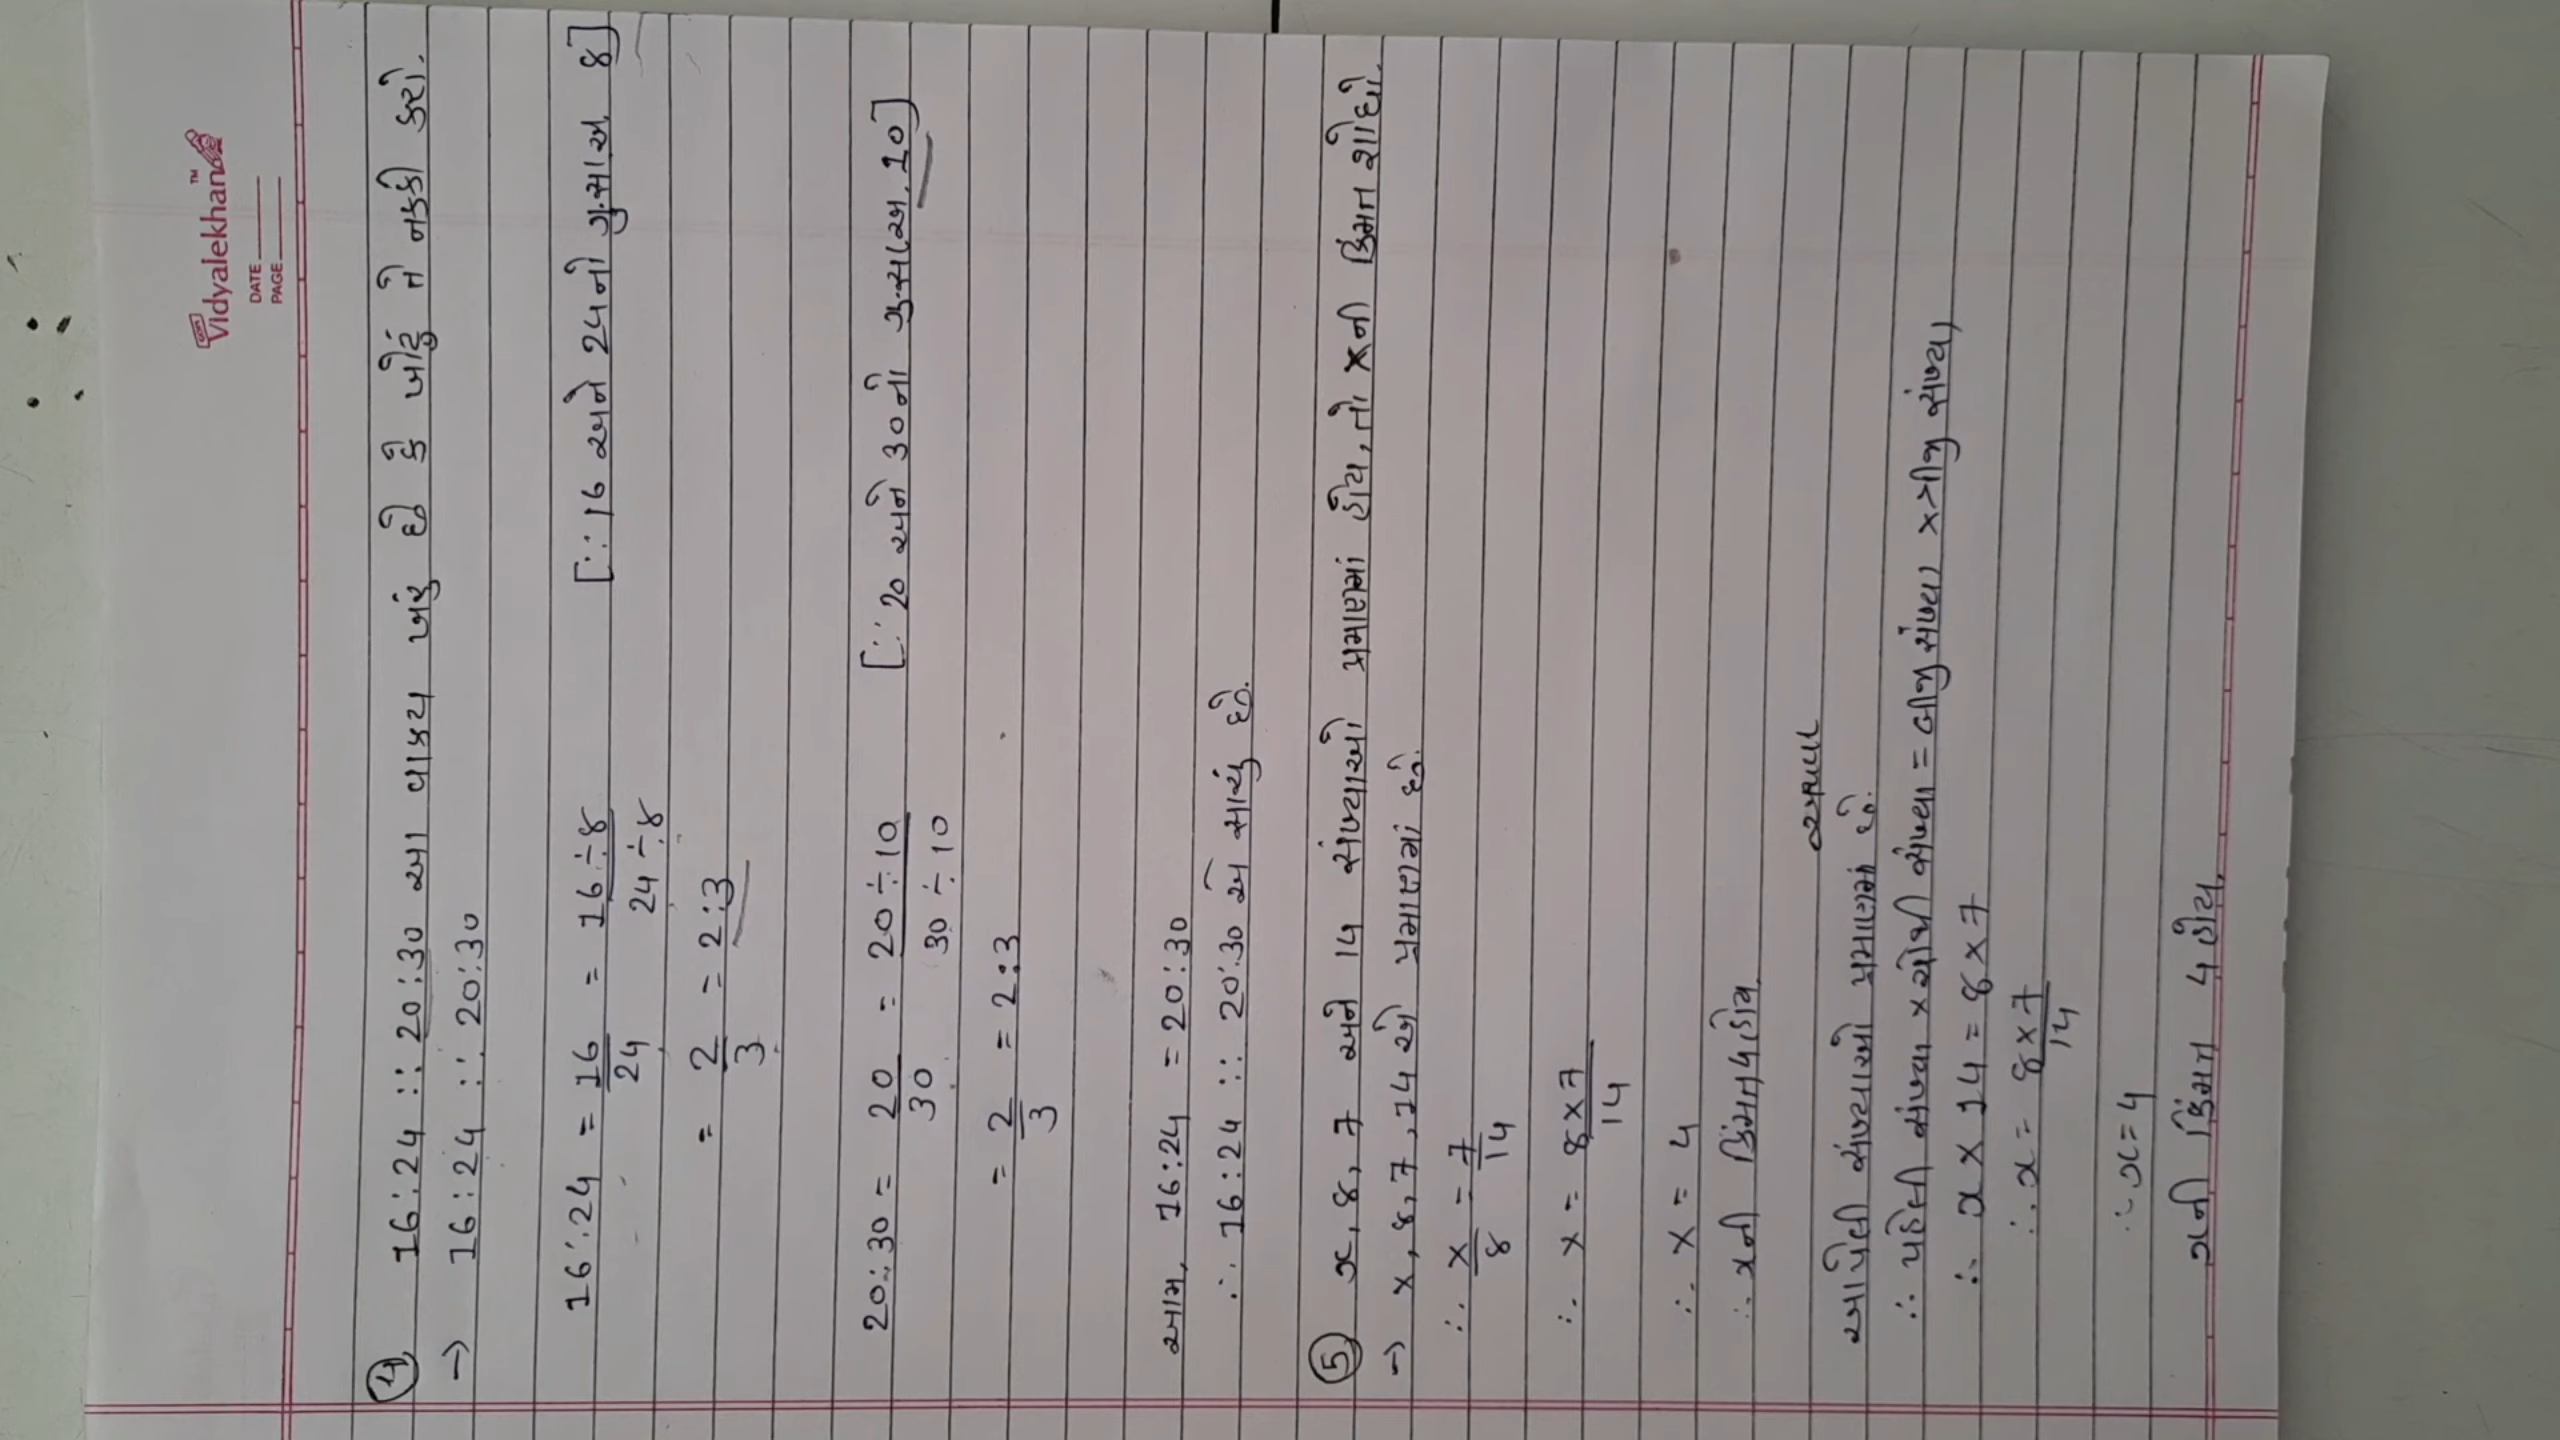 Vidyalekhan™
DATE
PAGE
④ 16:24 :: 20:30 આ વાક્ય ખરું છે કે ખોટું તે નક્કી કરો.
→ 16:24 :: 20:30
16:24 = 16/24 = 16÷8/24÷8 [∵ 16 અને 24નો ગુ.સા.અ. 8]
= 2/3 = 2:3
20:30 = 20/30 = 20÷10/30÷10 [∵ 20 અને 30નો ગુ.સા.અ. 10]
= 2/3 = 2:3
આમ, 16:24 = 20:30
∴ 16:24 :: 20:30 એ સાચું છે.
⑤ x, 8, 7 અને 14 સંખ્યાઓ પ્રમાણમાં હોય, તો xની કિંમત શોધો.
→ x, 8, 7, 14 એ પ્રમાણમાં છે.
∴ x/8 = 7/14
∴ x = 8×7/14
∴ x = 4
∴ xની કિંમત 4 હોય.
અથવા
આપેલી સંખ્યાઓ પ્રમાણમાં છે.
∴ પહેલી સંખ્યા × ચોથી સંખ્યા = બીજી સંખ્યા × ત્રીજી સંખ્યા
∴ x × 14 = 8 × 7
∴ x = 8×7/14
∴ x = 4
xની કિંમત 4 હોય.